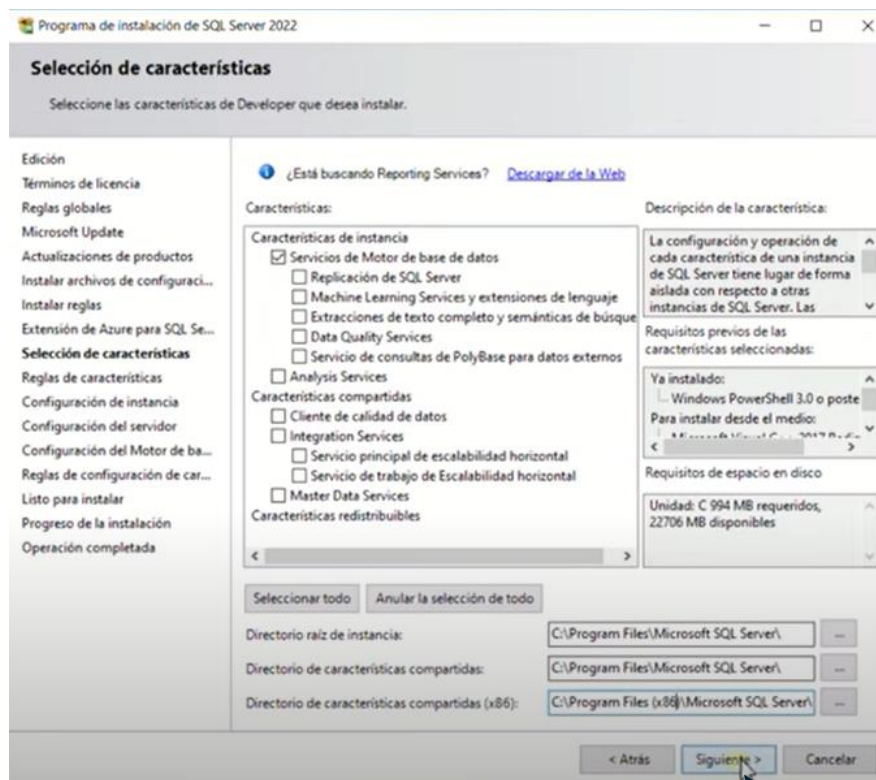 Programa de instalación de SQL Server 2022
Selección de características
Seleccione las características de Developer que desea instalar.
Edición
Términos de licencia
Reglas globales
Microsoft Update
Actualizaciones de productos
Instalar archivos de configuraci...
Instalar reglas
Extensión de Azure para SQL Se...
Selección de características
Reglas de características
Configuración de instancia
Configuración del servidor
Configuración del Motor de ba...
Reglas de configuración de car...
Listo para instalar
Progreso de la instalación
Operación completada
¿Está buscando Reporting Services? Descargar de la Web
Características:
Características de instancia
Servicios de Motor de base de datos
Replicación de SQL Server
Machine Learning Services y extensiones de lenguaje
Extracciones de texto completo y semánticas de búsque
Data Quality Services
Servicio de consultas de PolyBase para datos externos
Analysis Services
Características compartidas
Cliente de calidad de datos
Integration Services
Servicio principal de escalabilidad horizontal
Servicio de trabajo de Escalabilidad horizontal
Master Data Services
Características redistribuibles
Descripción de la característica:
La configuración y operación de
cada característica de una instancia
de SQL Server tiene lugar de forma
aislada con respecto a otras
instancias de SQL Server. Las
Requisitos previos de las
características seleccionadas:
Ya instalado:
Windows PowerShell 3.0 o poste
Para instalar desde el medio:
Requisitos de espacio en disco
Unidad: C 994 MB requeridos,
22706 MB disponibles
Seleccionar todo Anular la selección de todo
Directorio raíz de instancia: C:\Program Files\Microsoft SQL Server\ ...
Directorio de características compartidas: C:\Program Files\Microsoft SQL Server\ ...
Directorio de características compartidas (x86): C:\Program Files (x86)\Microsoft SQL Server\ ...
< Atrás Siguiente > Cancelar